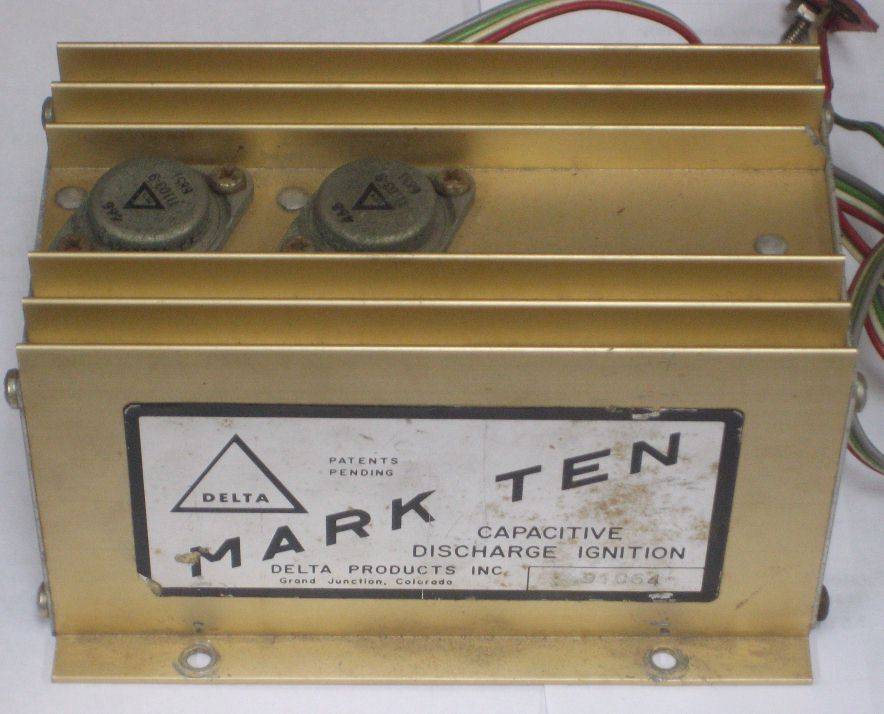 DELTA
PATENTS
PENDING
MARK TEN
CAPACITIVE
DISCHARGE IGNITION
DELTA PRODUCTS INC.
Grand Junction, Colorado